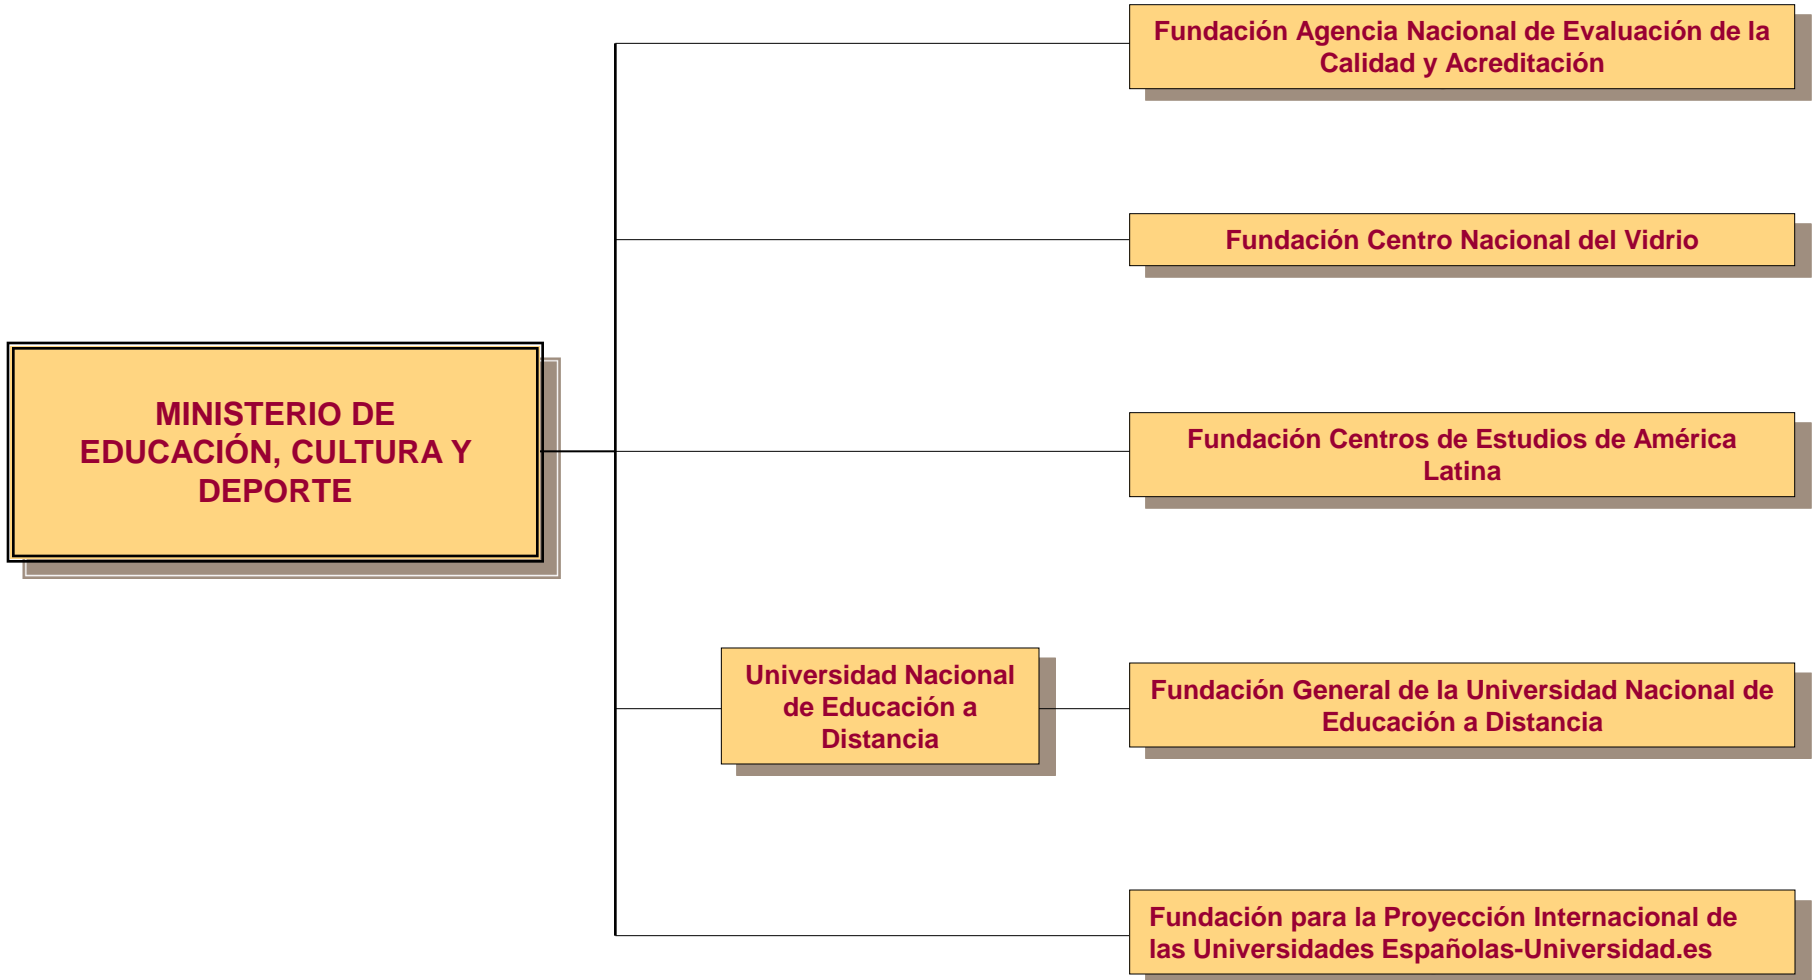 Fundación Agencia Nacional de Evaluación de la
Calidad y Acreditación
Fundación Centro Nacional del Vidrio
MINISTERIO DE
EDUCACIÓN, CULTURA Y
DEPORTE
Fundación Centros de Estudios de América
Latina
Universidad Nacional
de Educación a
Distancia
Fundación General de la Universidad Nacional de
Educación a Distancia
Fundación para la Proyección Internacional de
las Universidades Españolas-Universidad.es